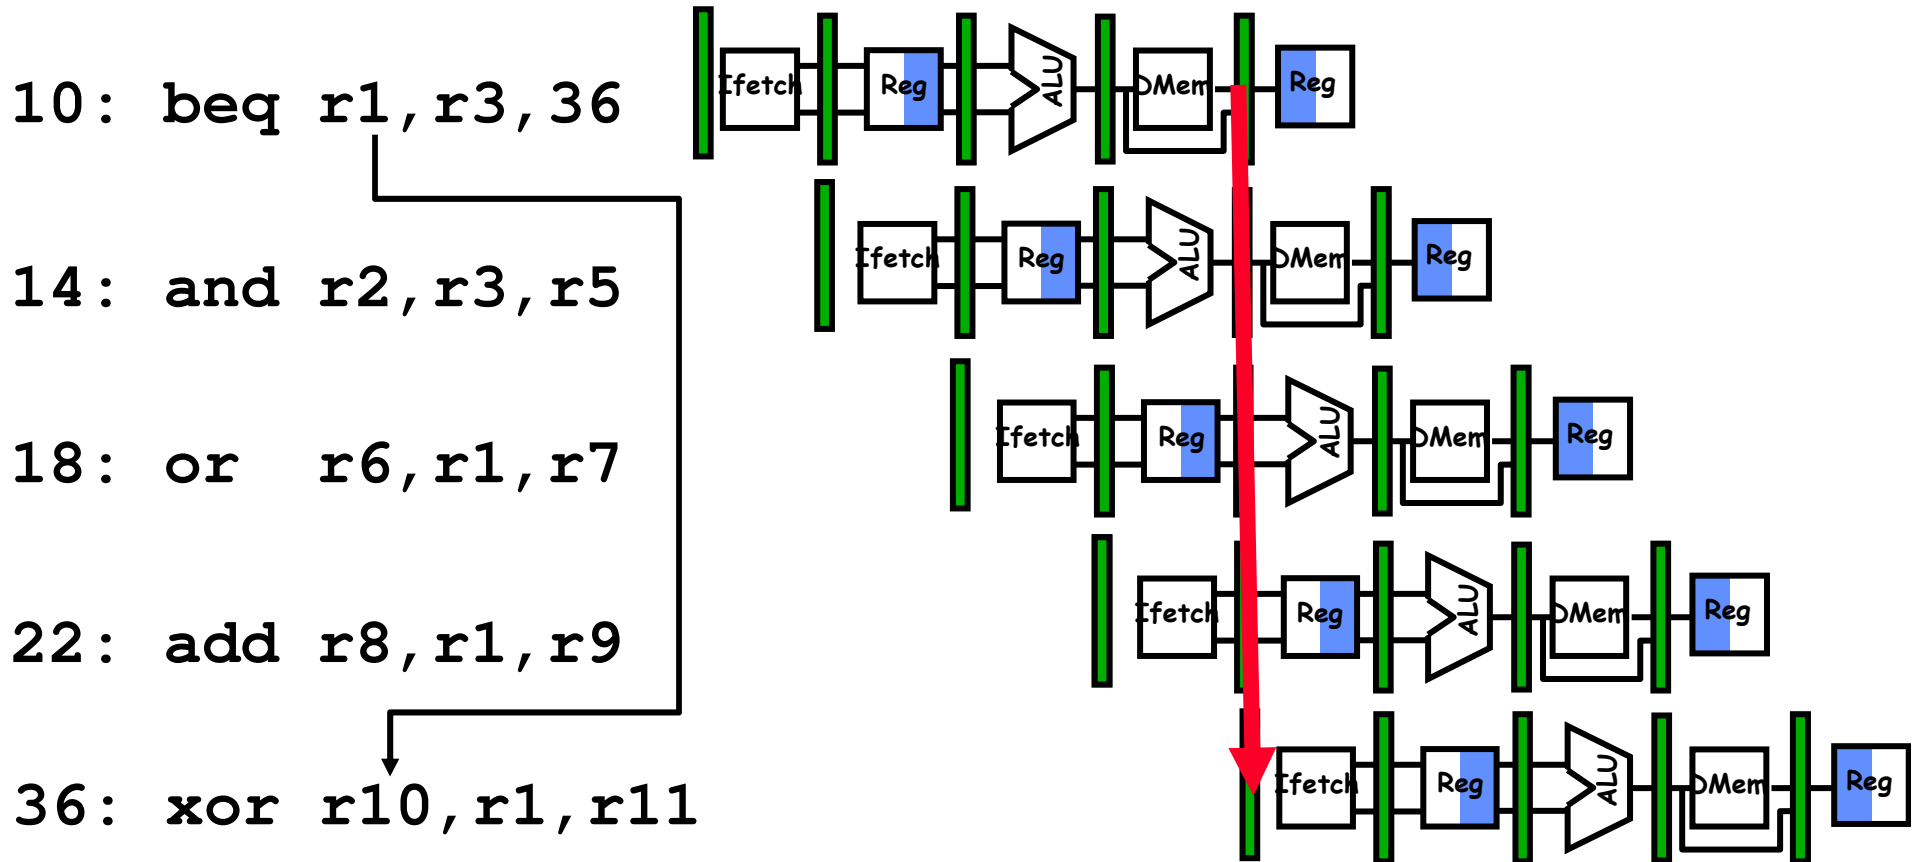 10: beq r1,r3,36
Ifetch Reg ALU DMem Reg
14: and r2,r3,r5
Ifetch Reg ALU DMem Reg
18: or r6,r1,r7
Ifetch Reg ALU DMem Reg
22: add r8,r1,r9
Ifetch Reg ALU DMem Reg
36: xor r10,r1,r11
Ifetch Reg ALU DMem Reg